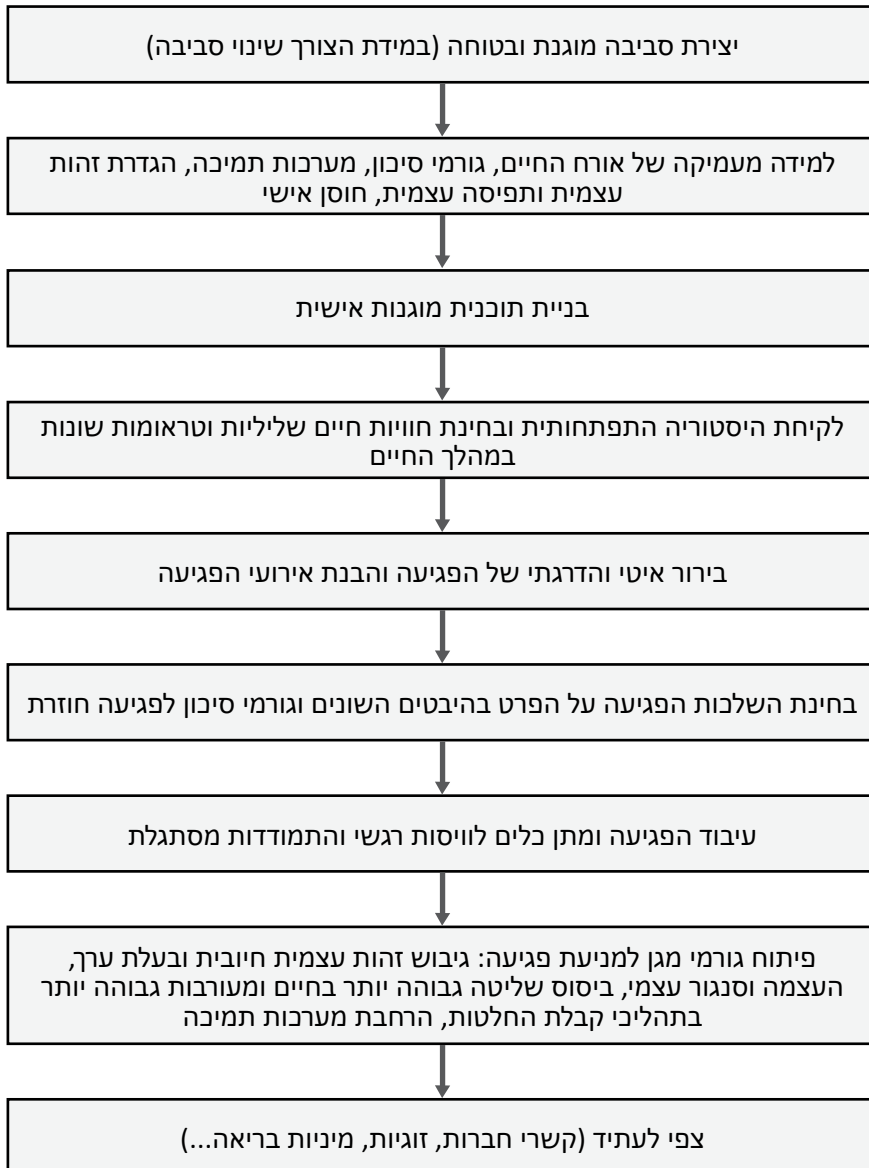 יצירת סביבה מוגנת ובטוחה (במידת הצורך שינוי סביבה)
למידה מעמיקה של אורח החיים, גורמי סיכון, מערכות תמיכה, הגדרת זהות
עצמית ותפיסה עצמית, חוסן אישי
בניית תוכנית מוגנות אישית
לקיחת היסטוריה התפתחותית ובחינת חוויות חיים שליליות וטראומות שונות
במהלך החיים
בירור איטי והדרגתי של הפגיעה והבנת אירועי הפגיעה
בחינת השלכות הפגיעה על הפרט בהיבטים השונים וגורמי סיכון לפגיעה חוזרת
עיבוד הפגיעה ומתן כלים לוויסות רגשי והתמודדות מסתגלת
פיתוח גורמי מגן למניעת פגיעה: גיבוש זהות עצמית חיובית ובעלת ערך,
העצמה וסנגור עצמי, ביסוס שליטה גבוהה יותר בחיים ומעורבות גבוהה יותר
בתהליכי קבלת החלטות, הרחבת מערכות תמיכה
צפי לעתיד (קשרי חברות, זוגיות, מיניות בריאה...)